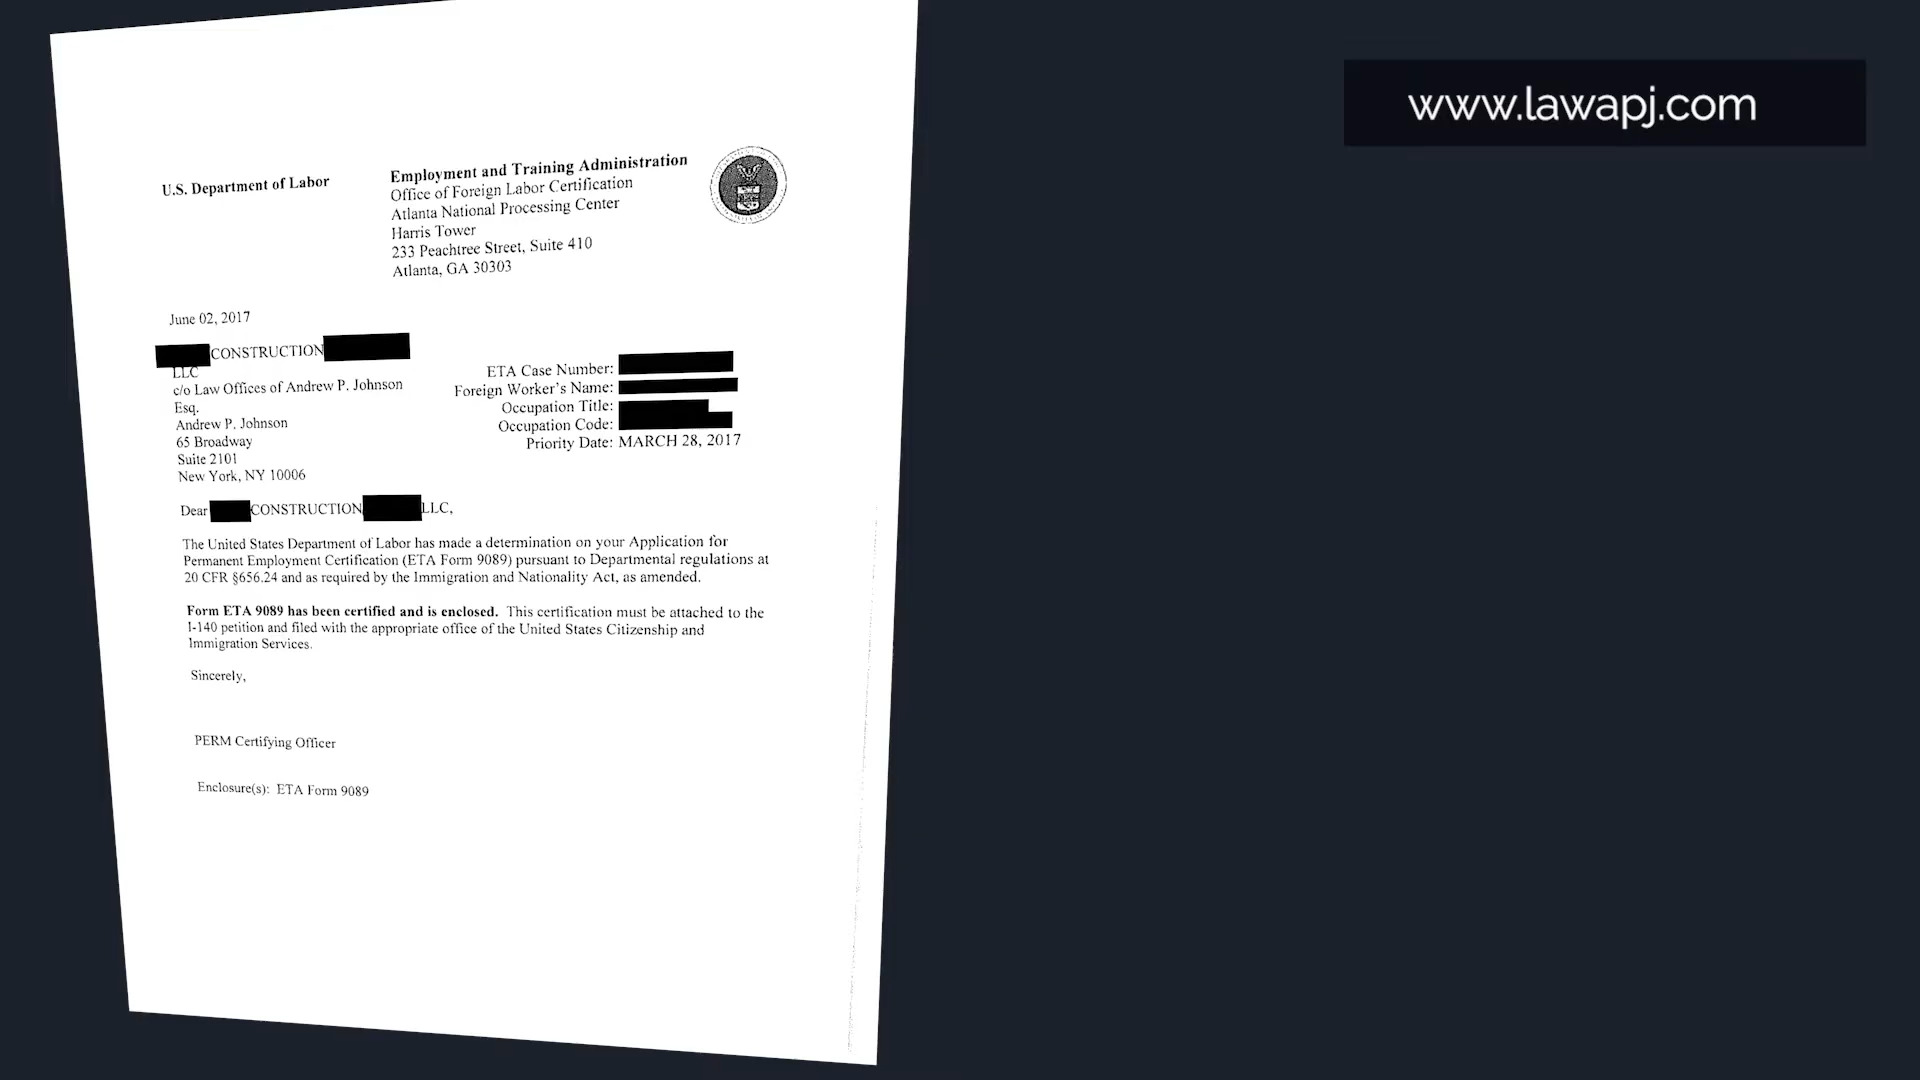 www.lawapj.com
U.S. Department of Labor
Employment and Training Administration
Office of Foreign Labor Certification
Atlanta National Processing Center
Harris Tower
233 Peachtree Street, Suite 410
Atlanta, GA 30303
June 02, 2017
CONSTRUCTION
LLC
c/o Law Offices of Andrew P. Johnson
Esq.
Andrew P. Johnson
65 Broadway
Suite 2101
New York, NY 10006
ETA Case Number:
Foreign Worker's Name:
Occupation Title:
Occupation Code:
Priority Date: MARCH 28, 2017
Dear CONSTRUCTION LLC,
The United States Department of Labor has made a determination on your Application for
Permanent Employment Certification (ETA Form 9089) pursuant to Departmental regulations at
20 CFR §656.24 and as required by the Immigration and Nationality Act, as amended.
Form ETA 9089 has been certified and is enclosed. This certification must be attached to the
I-140 petition and filed with the appropriate office of the United States Citizenship and
Immigration Services.
Sincerely,
PERM Certifying Officer
Enclosure(s): ETA Form 9089